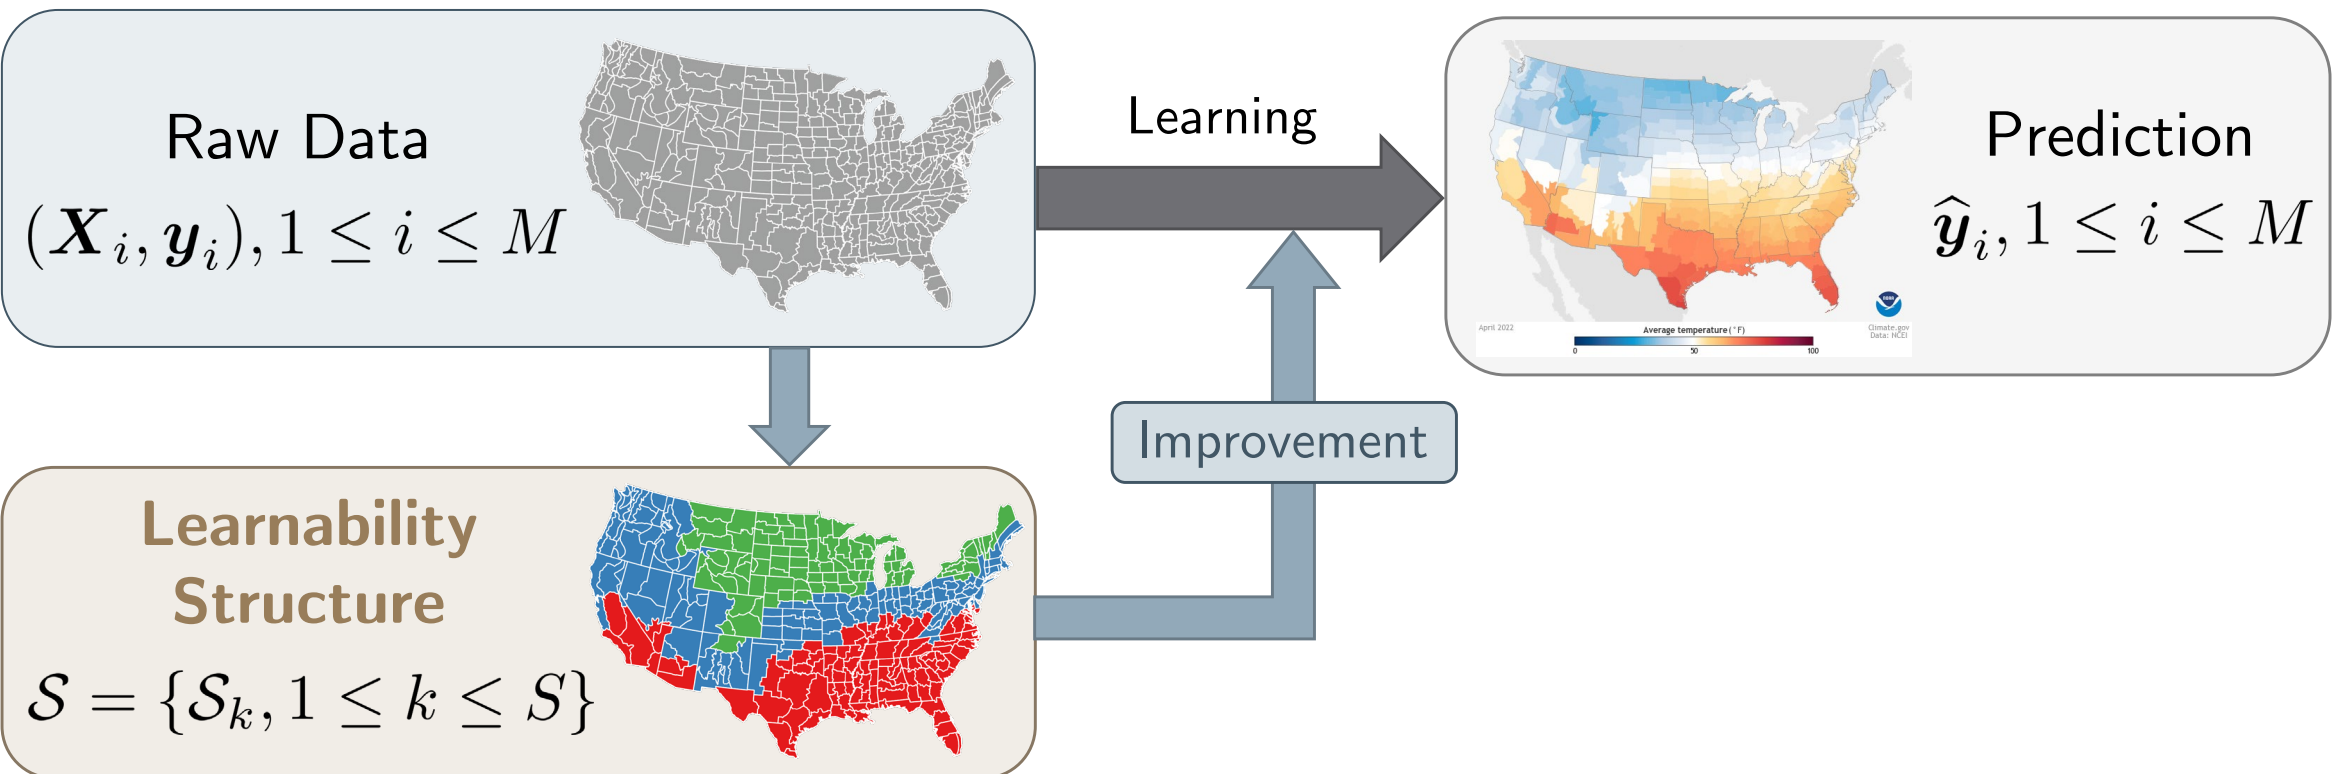 Raw Data
(X_i, y_i), 1 ≤ i ≤ M
Learning
Prediction
ŷ_i, 1 ≤ i ≤ M
April 2022
Average temperature (°F)
0 50 100
NOAA
Climate.gov
Data: NCEI
Improvement
Learnability
Structure
𝒮 = {𝒮_k, 1 ≤ k ≤ S}